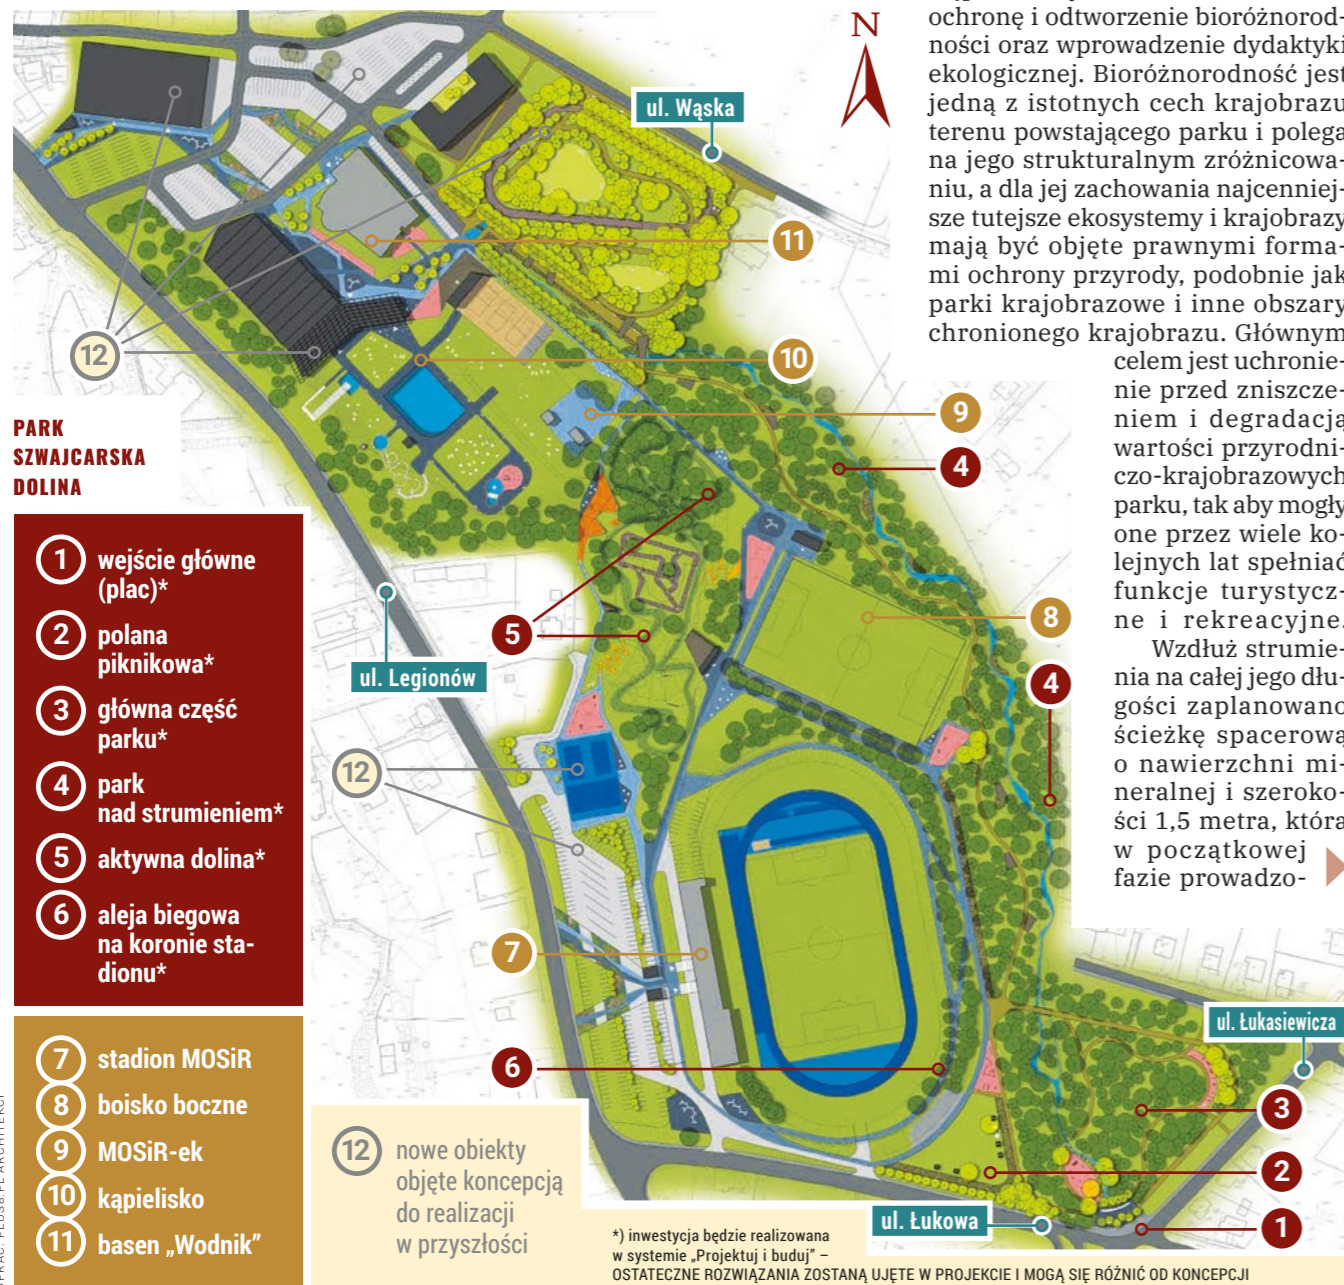 ochronę i odtworzenie bioróżnorod-
ności oraz wprowadzenie dydaktyki
ekologicznej. Bioróżnorodność jest
jedną z istotnych cech krajobrazu
terenu powstającego parku i polega
na jego strukturalnym zróżnicowa-
niu, a dla jej zachowania najcenniej-
sze tutejsze ekosystemy i krajobrazy
mają być objęte prawnymi forma-
mi ochrony przyrody, podobnie jak
parki krajobrazowe i inne obszary
chronionego krajobrazu. Głównym
celem jest uchronie-
nie przed zniszcze-
niem i degradacją
wartości przyrodni-
czo-krajobrazowych
parku, tak aby mogły
one przez wiele ko-
lejnych lat spełniać
funkcje turystycz-
ne i rekreacyjne.
Wzdłuż strumie-
nia na całej jego dłu-
gości zaplanowano
ścieżkę spacerową
o nawierzchni mi-
neralnej i szeroko-
ści 1,5 metra, która
w początkowej
fazie prowadzo-
N
ul. Wąska
11
12
10
9
4
5
8
ul. Legionów
4
12
7
6
ul. Łukasiewicza
3
2
ul. Łukowa
1
PARK
SZWAJCARSKA
DOLINA
1 wejście główne
(plac)*
2 polana
piknikowa*
3 główna część
parku*
4 park
nad strumieniem*
5 aktywna dolina*
6 aleja biegowa
na koronie sta-
dionu*
7 stadion MOSiR
8 boisko boczne
9 MOSiR-ek
10 kąpielisko
11 basen „Wodnik”
12 nowe obiekty
objęte koncepcją
do realizacji
w przyszłości
*) inwestycja będzie realizowana
w systemie „Projektuj i buduj” –
OSTATECZNE ROZWIĄZANIA ZOSTANĄ UJĘTE W PROJEKCIE I MOGĄ SIĘ RÓŻNIĆ OD KONCEPCJI